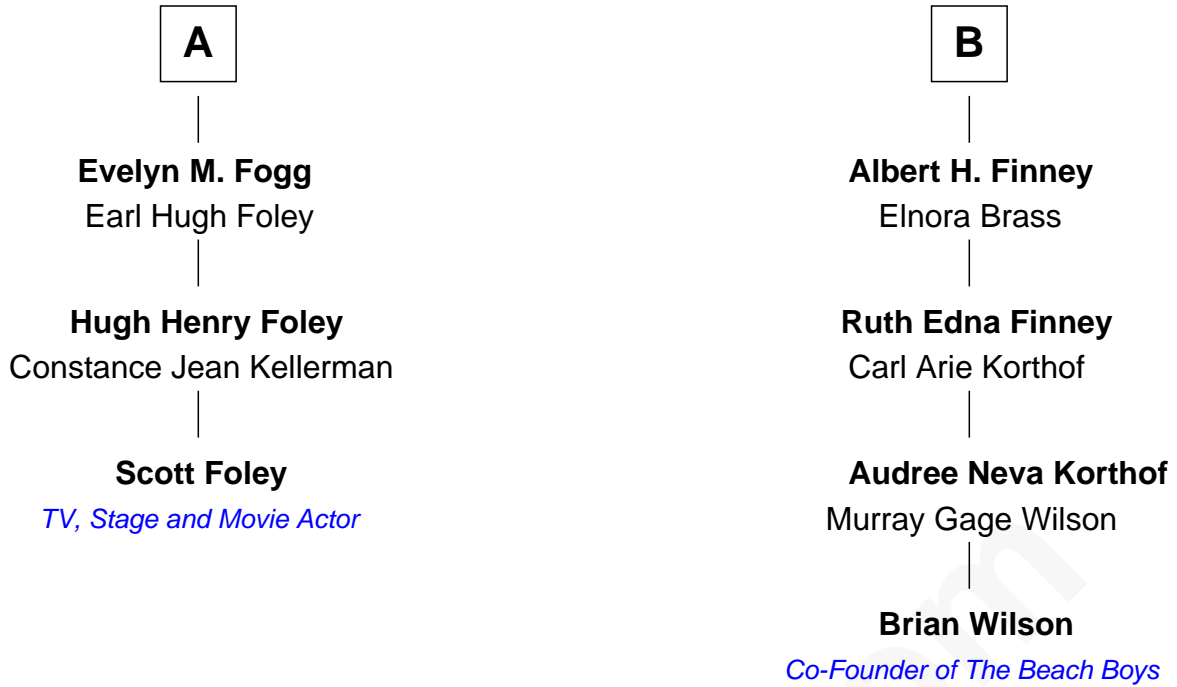 A
Evelyn M. Fogg
Earl Hugh Foley
Hugh Henry Foley
Constance Jean Kellerman
Scott Foley
TV, Stage and Movie Actor
B
Albert H. Finney
Elnora Brass
Ruth Edna Finney
Carl Arie Korthof
Audree Neva Korthof
Murray Gage Wilson
Brian Wilson
Co-Founder of The Beach Boys